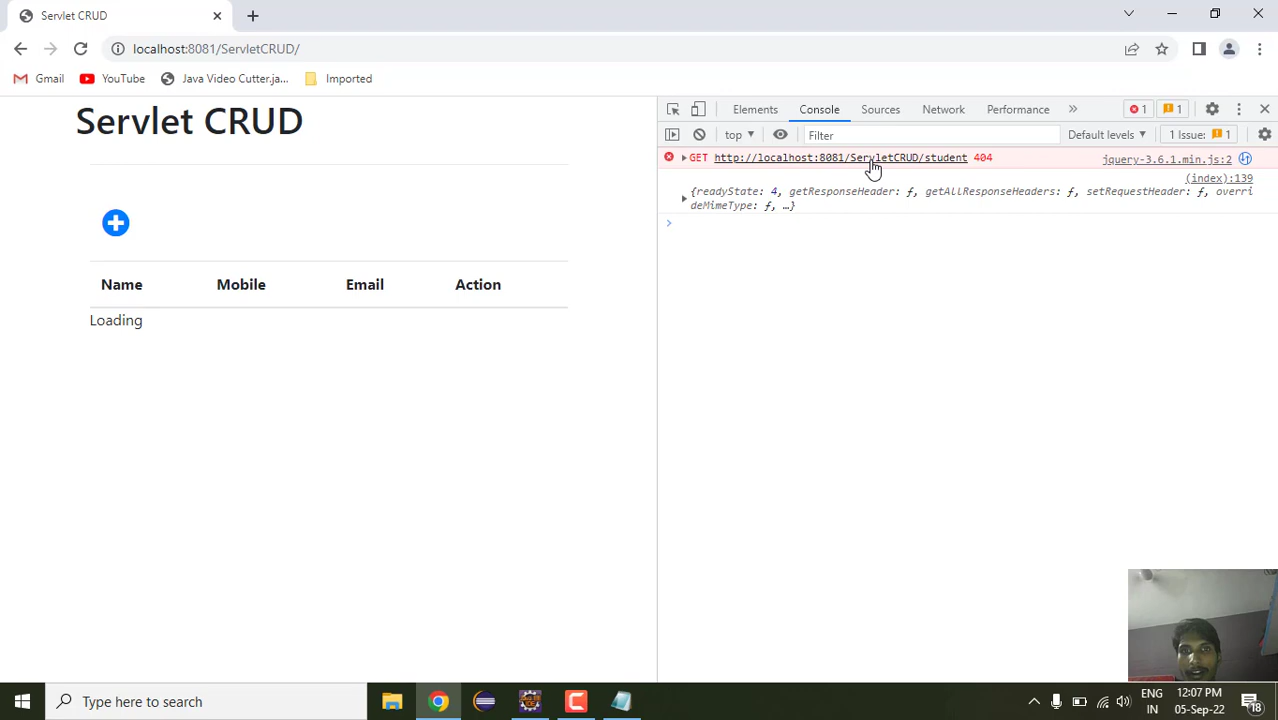 Servlet CRUD
localhost:8081/ServletCRUD/
Gmail YouTube Java Video Cutter.ja... Imported
Servlet CRUD
Name Mobile Email Action
Loading
Elements Console Sources Network Performance » 1 1
top Filter Default levels 1 Issue: 1
GET http://localhost:8081/ServletCRUD/student 404 jquery-3.6.1.min.js:2
(index):139
{readyState: 4, getResponseHeader: ƒ, getAllResponseHeaders: ƒ, setRequestHeader: ƒ, overri
deMimeType: ƒ, …}
Type here to search
ENG
IN
12:07 PM
05-Sep-22
18